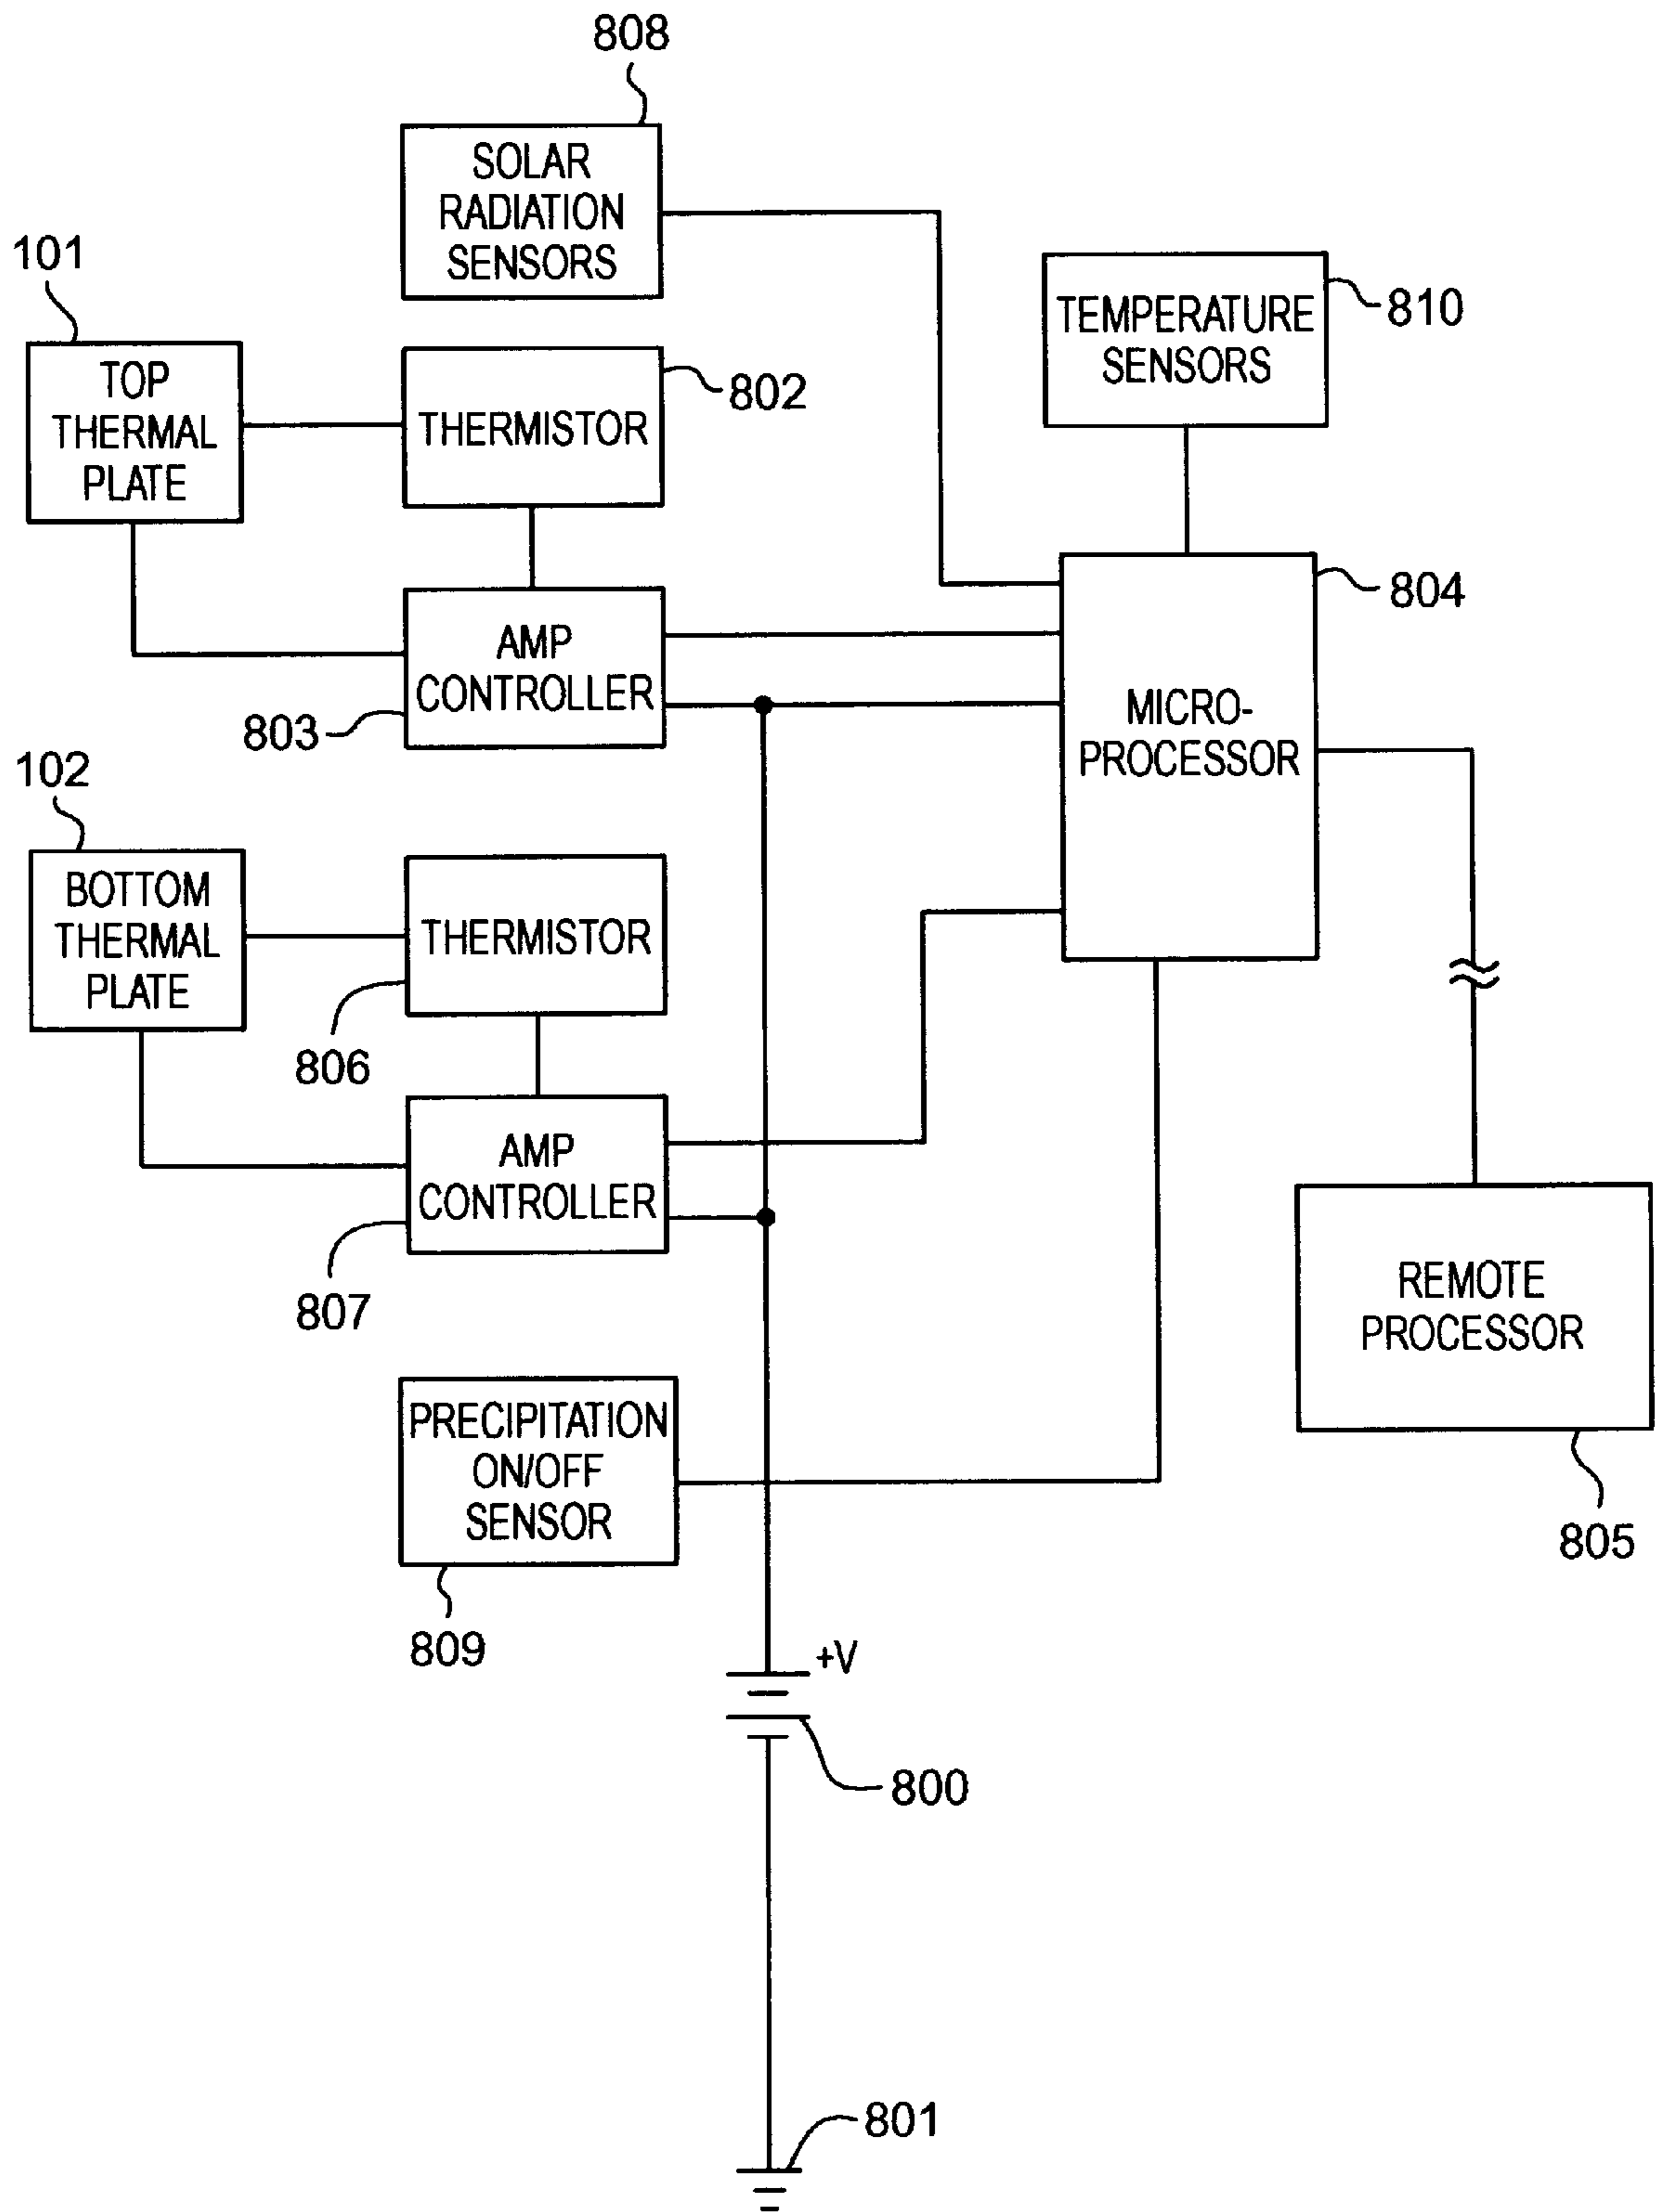 808
SOLAR
RADIATION
SENSORS
101
TOP
THERMAL
PLATE
THERMISTOR
802
TEMPERATURE
SENSORS
810
AMP
CONTROLLER
803
MICRO-
PROCESSOR
804
102
BOTTOM
THERMAL
PLATE
THERMISTOR
806
AMP
CONTROLLER
807
REMOTE
PROCESSOR
805
PRECIPITATION
ON/OFF
SENSOR
809
+V
800
801